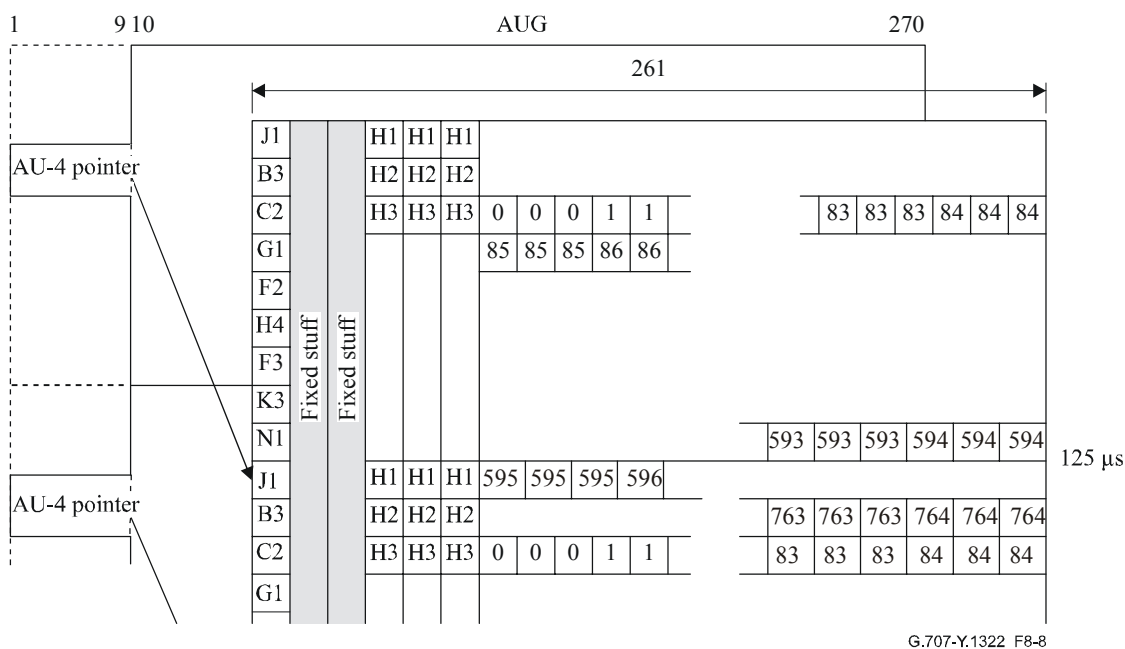 1 9 10 AUG 270
261
J1 H1 H1 H1
AU-4 pointer
B3 H2 H2 H2
C2 H3 H3 H3 0 0 0 1 1 83 83 83 84 84 84
G1 85 85 85 86 86
F2
H4
F3
K3
Fixed stuff
Fixed stuff
N1 593 593 593 594 594 594
125 µs
J1 H1 H1 H1 595 595 595 596
AU-4 pointer
B3 H2 H2 H2 763 763 763 764 764 764
C2 H3 H3 H3 0 0 0 1 1 83 83 83 84 84 84
G1
G.707-Y.1322 F8-8